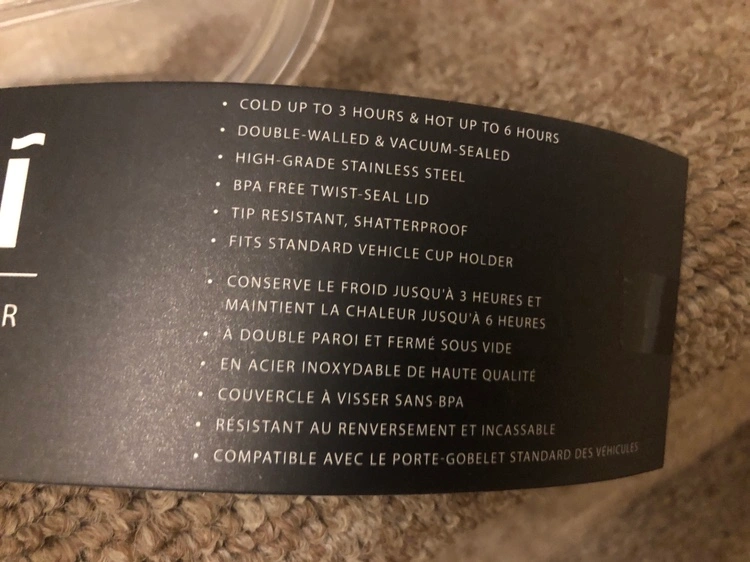 • COLD UP TO 3 HOURS & HOT UP TO 6 HOURS
• DOUBLE-WALLED & VACUUM-SEALED
• HIGH-GRADE STAINLESS STEEL
• BPA FREE TWIST-SEAL LID
• TIP RESISTANT, SHATTERPROOF
• FITS STANDARD VEHICLE CUP HOLDER
• CONSERVE LE FROID JUSQU'À 3 HEURES ET
MAINTIENT LA CHALEUR JUSQU'À 6 HEURES
• À DOUBLE PAROI ET FERMÉ SOUS VIDE
• EN ACIER INOXYDABLE DE HAUTE QUALITÉ
• COUVERCLE À VISSER SANS BPA
• RÉSISTANT AU RENVERSEMENT ET INCASSABLE
• COMPATIBLE AVEC LE PORTE-GOBELET STANDARD DES VÉHICULES